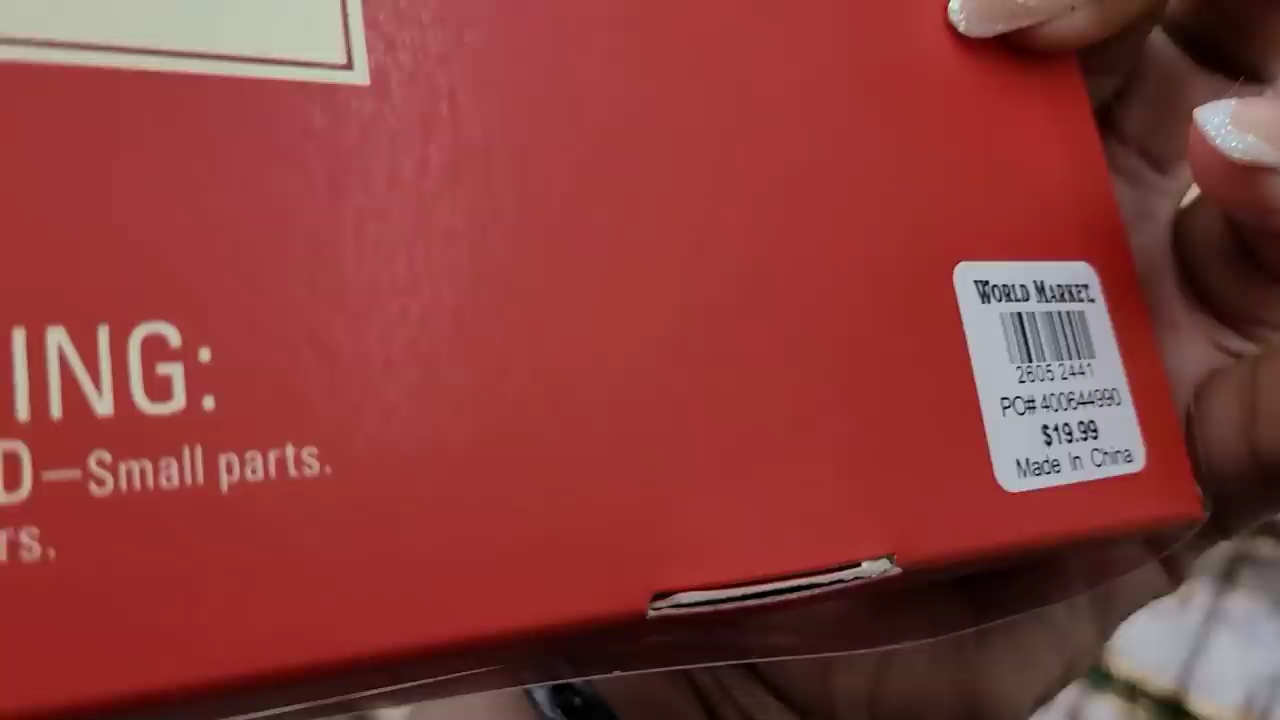 ING:
D—Small parts.
rs.
WORLD MARKET.
2605 2441
PO# 400644990
$19.99
Made In China